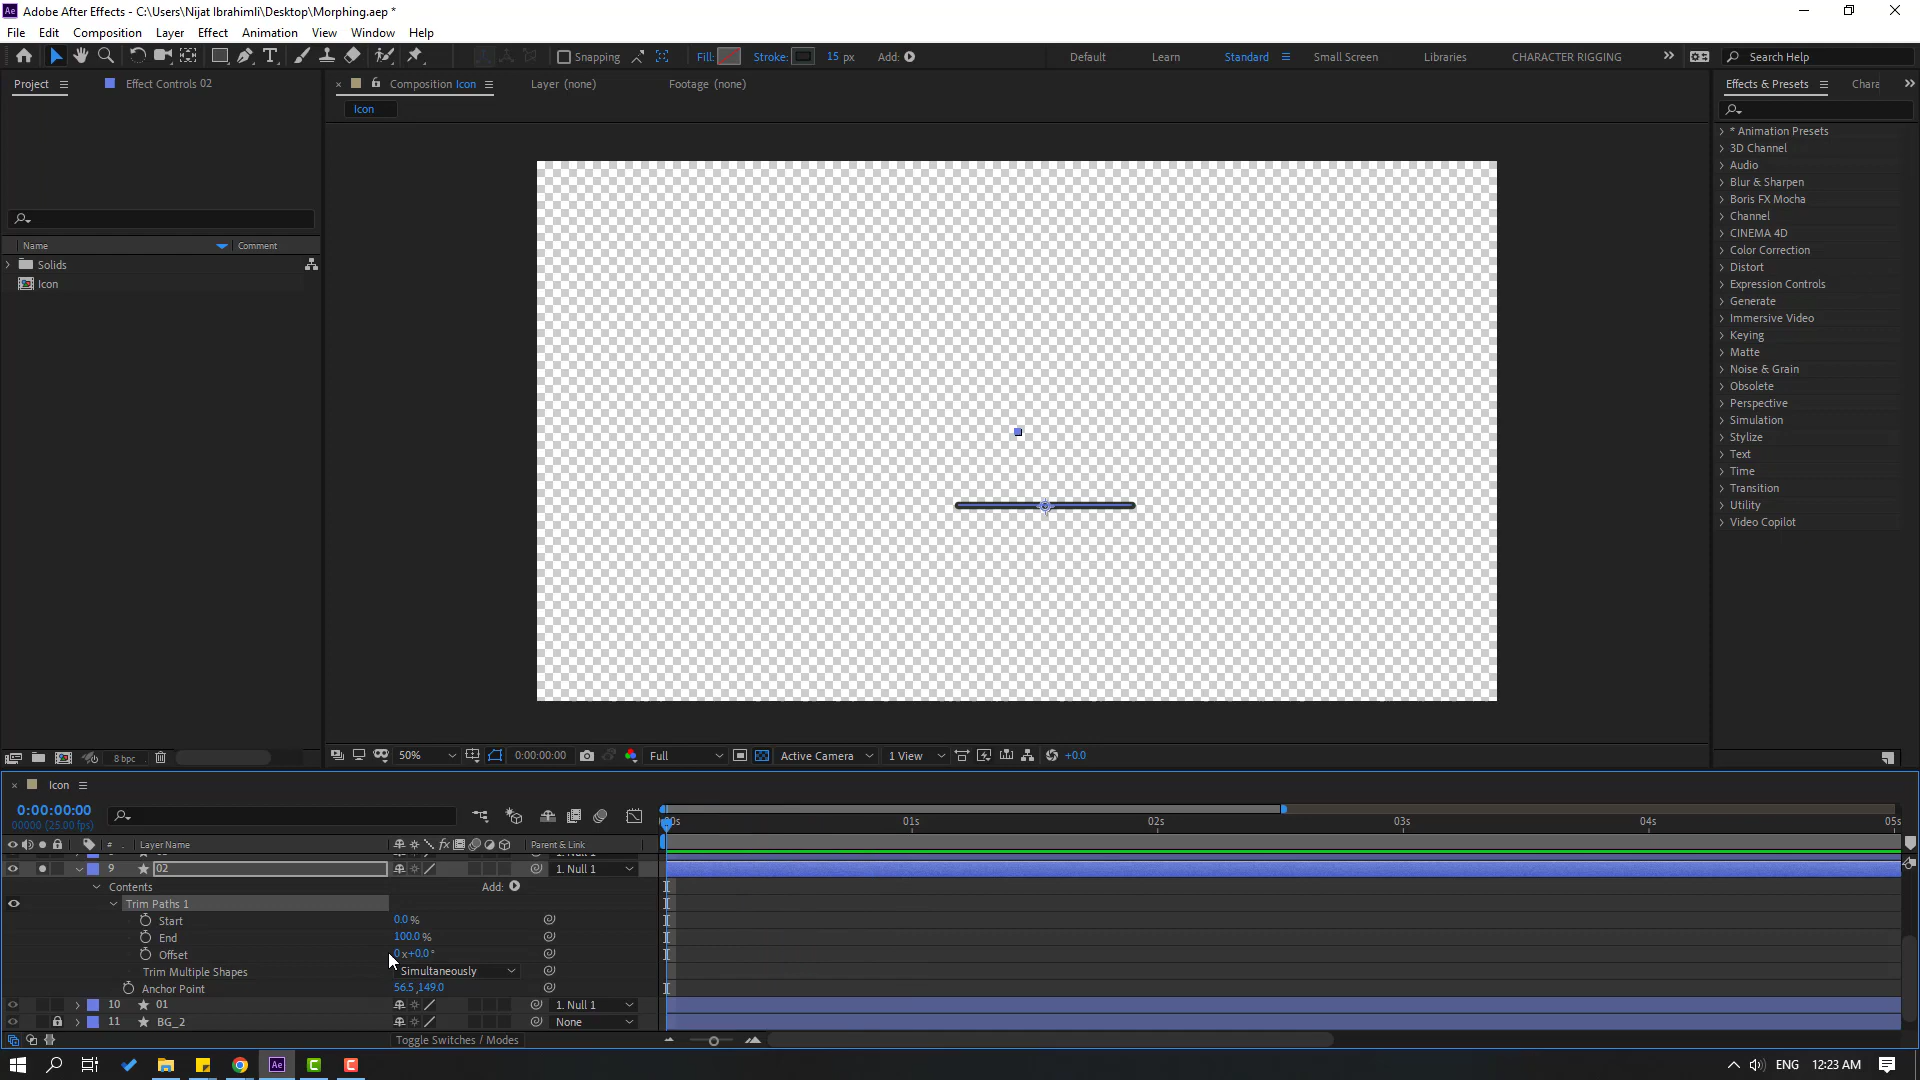 Adobe After Effects - C:\Users\Nijat Ibrahimli\Desktop\Morphing.aep *
File Edit Composition Layer Effect Animation View Window Help
Snapping Fill: Stroke: 15 px Add: Default Learn Standard Small Screen Libraries CHARACTER RIGGING Search Help
Project Effect Controls 02 Composition Icon Layer (none) Footage (none) Effects & Presets Chara
Icon
* Animation Presets
3D Channel
Audio
Blur & Sharpen
Boris FX Mocha
Channel
CINEMA 4D
Color Correction
Distort
Expression Controls
Generate
Immersive Video
Keying
Matte
Noise & Grain
Obsolete
Perspective
Simulation
Stylize
Text
Time
Transition
Utility
Video Copilot
Name Comment
Solids
Icon
8 bpc 50% 0:00:00:00 Full Active Camera 1 View +0.0
Icon
0:00:00:00
00000 (25.00 fps)
:00s 01s 02s 03s 04s 05s
# Layer Name fx Parent & Link
9 02 1. Null 1
Contents Add:
Trim Paths 1
Start 0.0 %
End 100.0 %
Offset 0 x+0.0 °
Trim Multiple Shapes Simultaneously
Anchor Point 56.5 ,149.0
10 01 1. Null 1
11 BG_2 None
Toggle Switches / Modes
ENG 12:23 AM